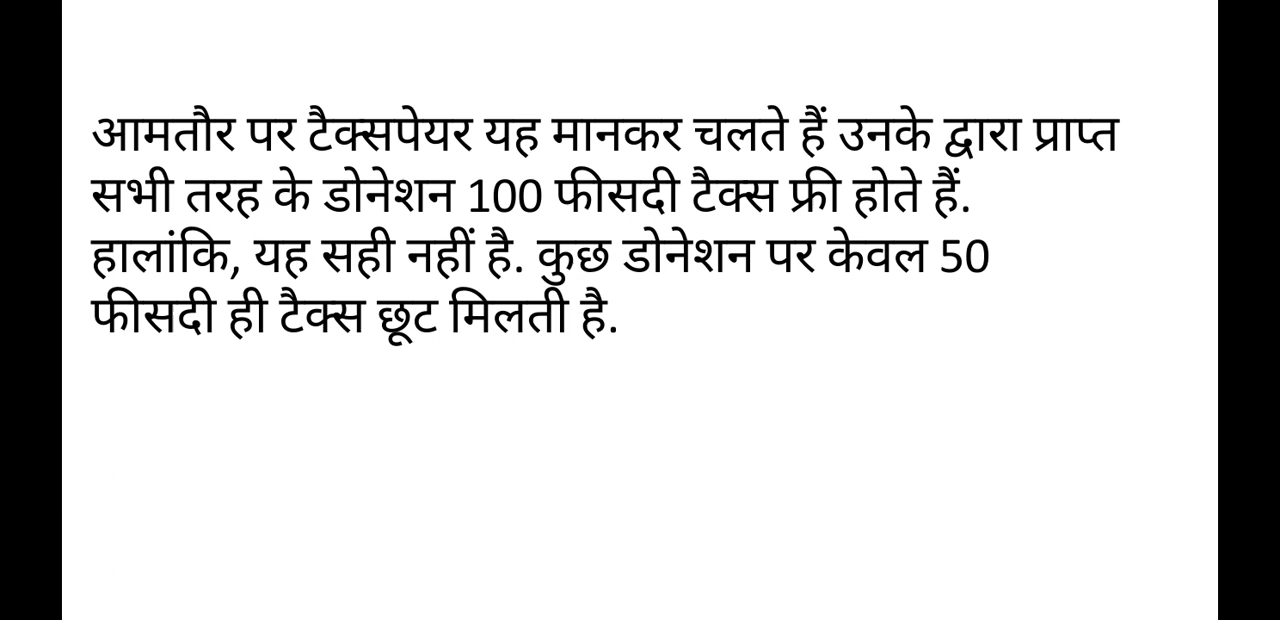 आमतौर पर टैक्सपेयर यह मानकर चलते हैं उनके द्वारा प्राप्त
सभी तरह के डोनेशन 100 फीसदी टैक्स फ्री होते हैं.
हालांकि, यह सही नहीं है. कुछ डोनेशन पर केवल 50
फीसदी ही टैक्स छूट मिलती है.